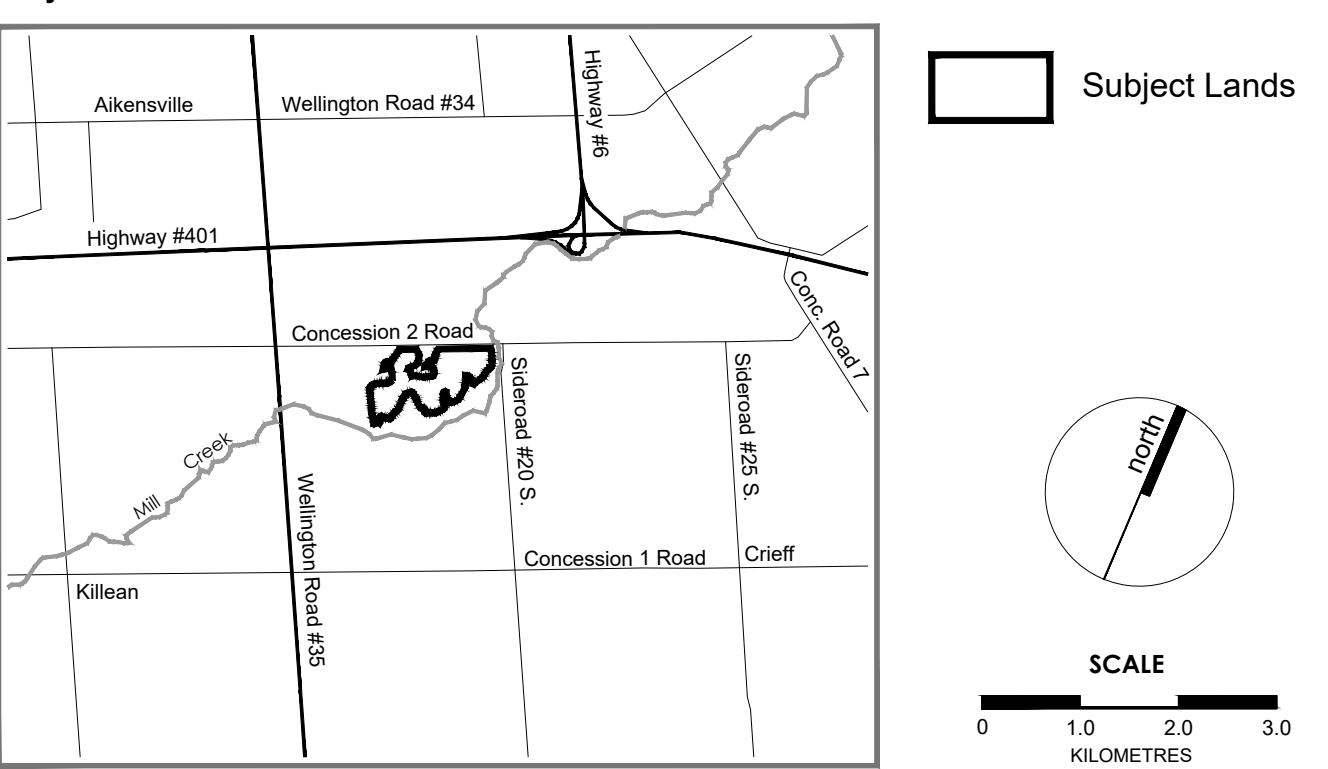 Aikensville
Wellington Road #34
Highway #6
Subject Lands
Highway #401
Conc. Road 7
Concession 2 Road
Sideroad #20 S.
Sideroad #25 S.
Mill Creek
Wellington Road #35
north
Concession 1 Road
Crieff
Killean
SCALE
0 1.0 2.0 3.0
KILOMETRES